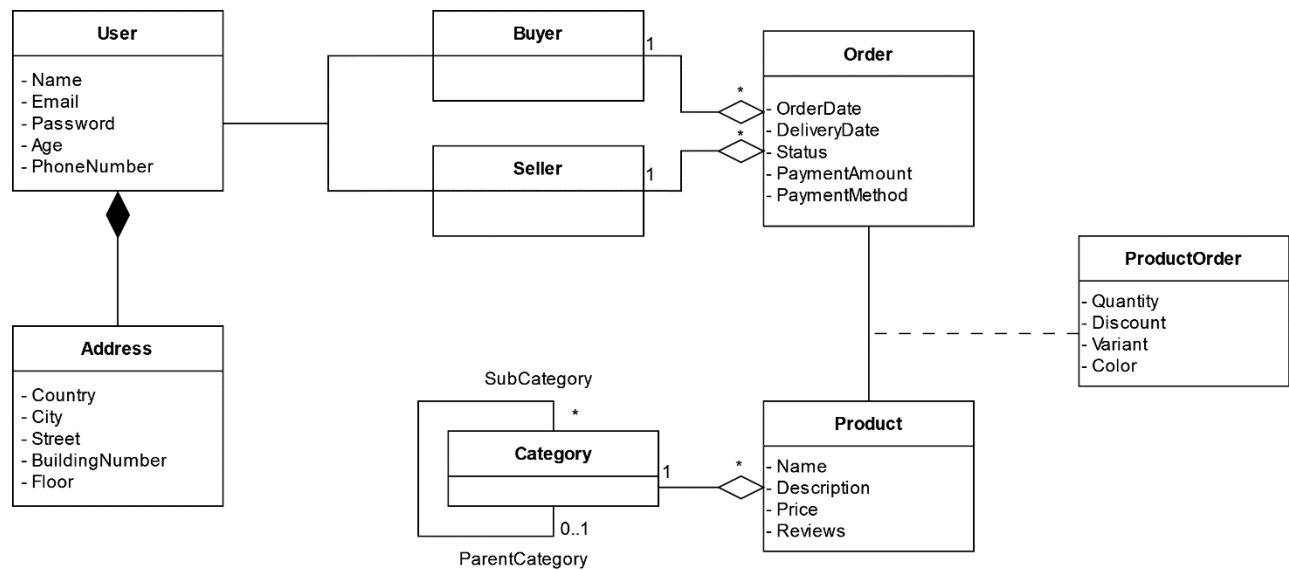 User
- Name
- Email
- Password
- Age
- PhoneNumber
Buyer
1
Seller
1
Order
*
*
- OrderDate
- DeliveryDate
- Status
- PaymentAmount
- PaymentMethod
ProductOrder
- Quantity
- Discount
- Variant
- Color
Address
- Country
- City
- Street
- BuildingNumber
- Floor
SubCategory
*
Category
1
0..1
ParentCategory
Product
*
- Name
- Description
- Price
- Reviews